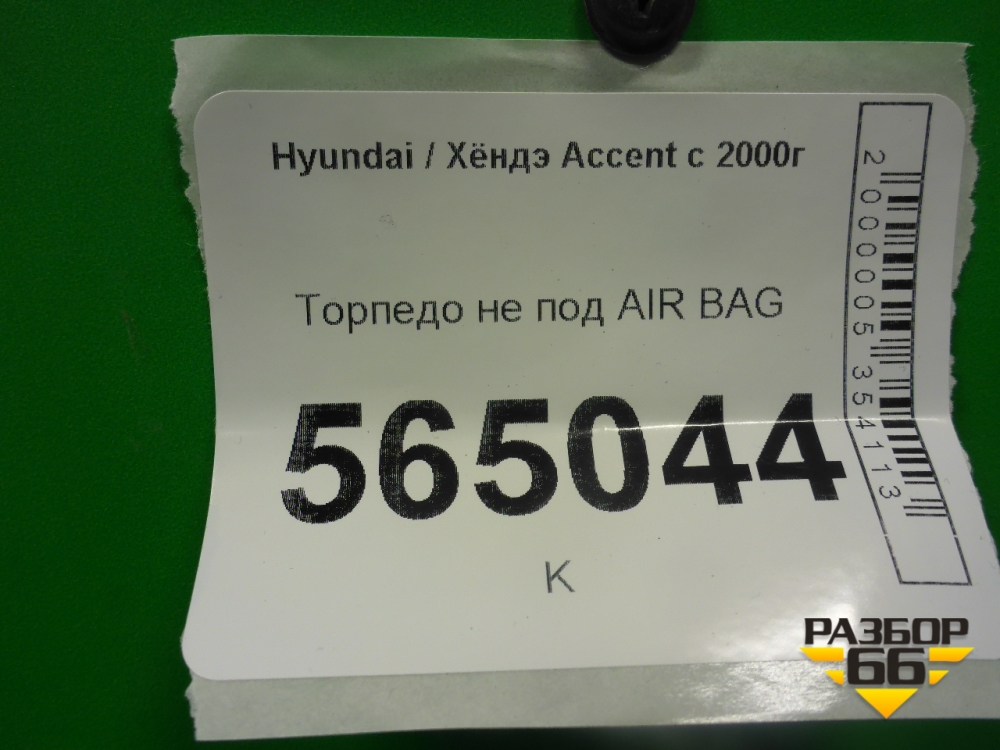 Hyundai / Хёндэ Accent с 2000г
Торпедо не под AIR BAG
565044
К
2000005354113
РАЗБОР
66